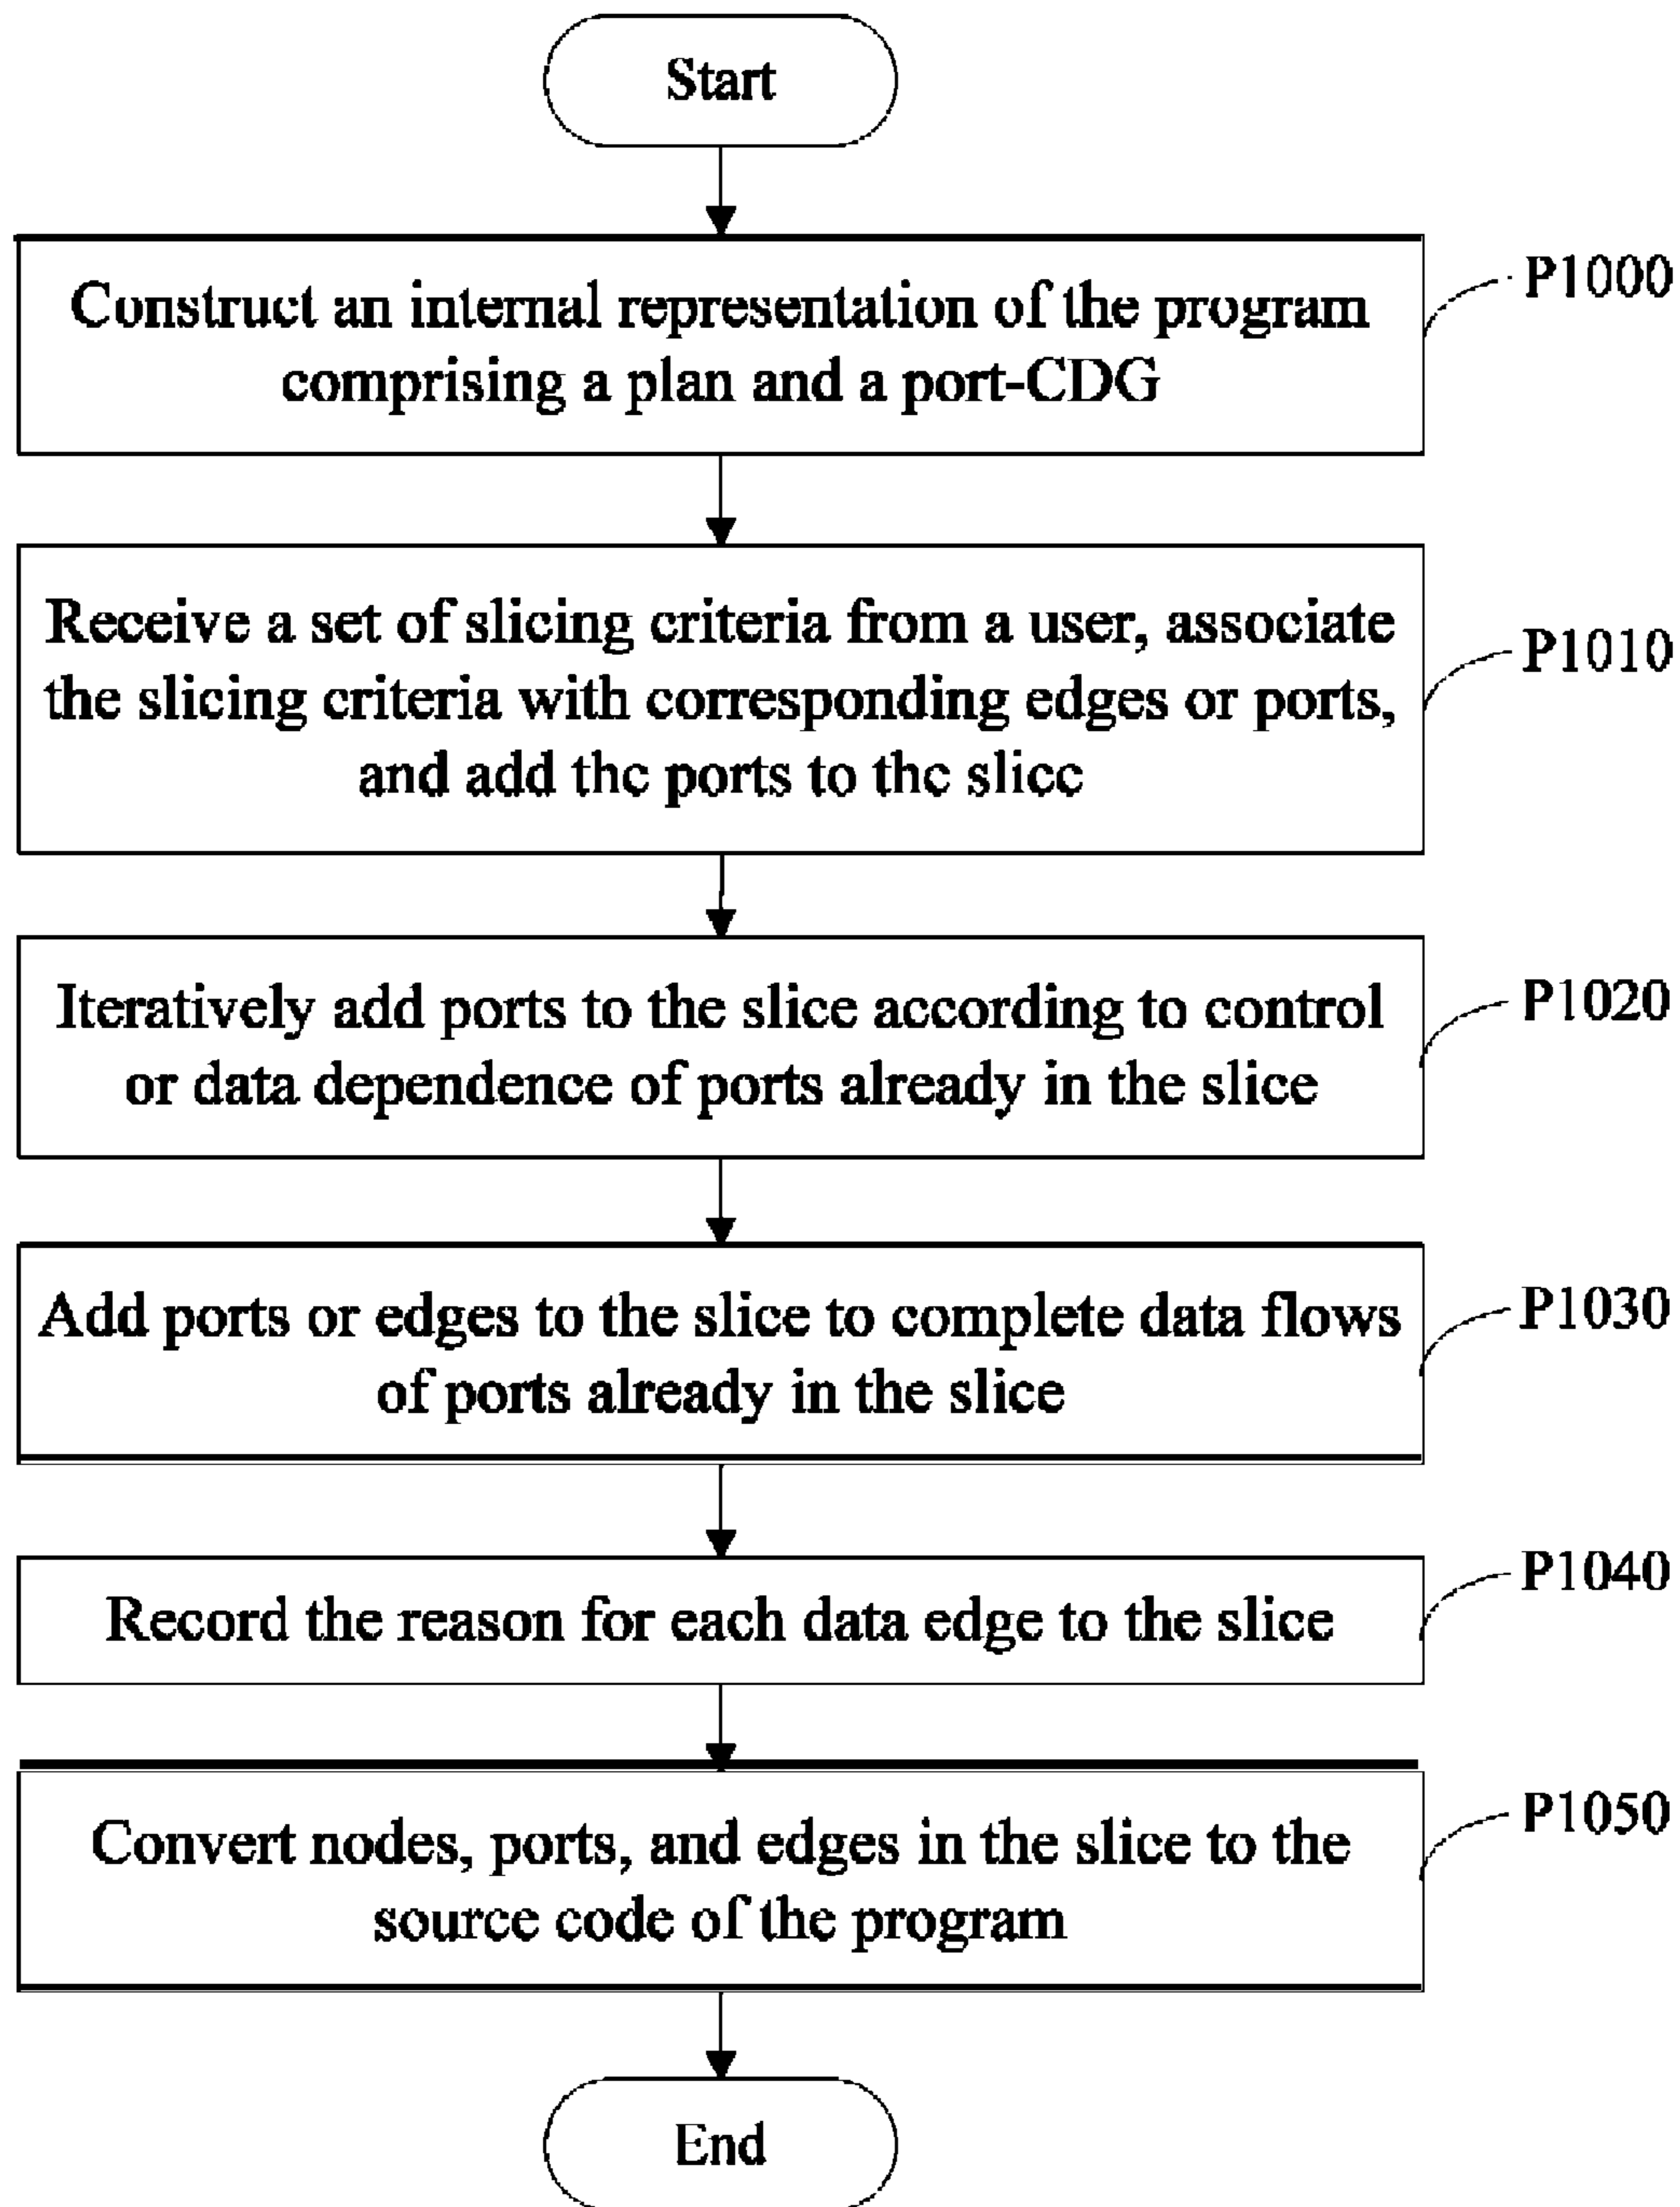 Start
Construct an internal representation of the program
comprising a plan and a port-CDG
P1000
Receive a set of slicing criteria from a user, associate
the slicing criteria with corresponding edges or ports,
and add the ports to the slice
P1010
Iteratively add ports to the slice according to control
or data dependence of ports already in the slice
P1020
Add ports or edges to the slice to complete data flows
of ports already in the slice
P1030
Record the reason for each data edge to the slice
P1040
Convert nodes, ports, and edges in the slice to the
source code of the program
P1050
End